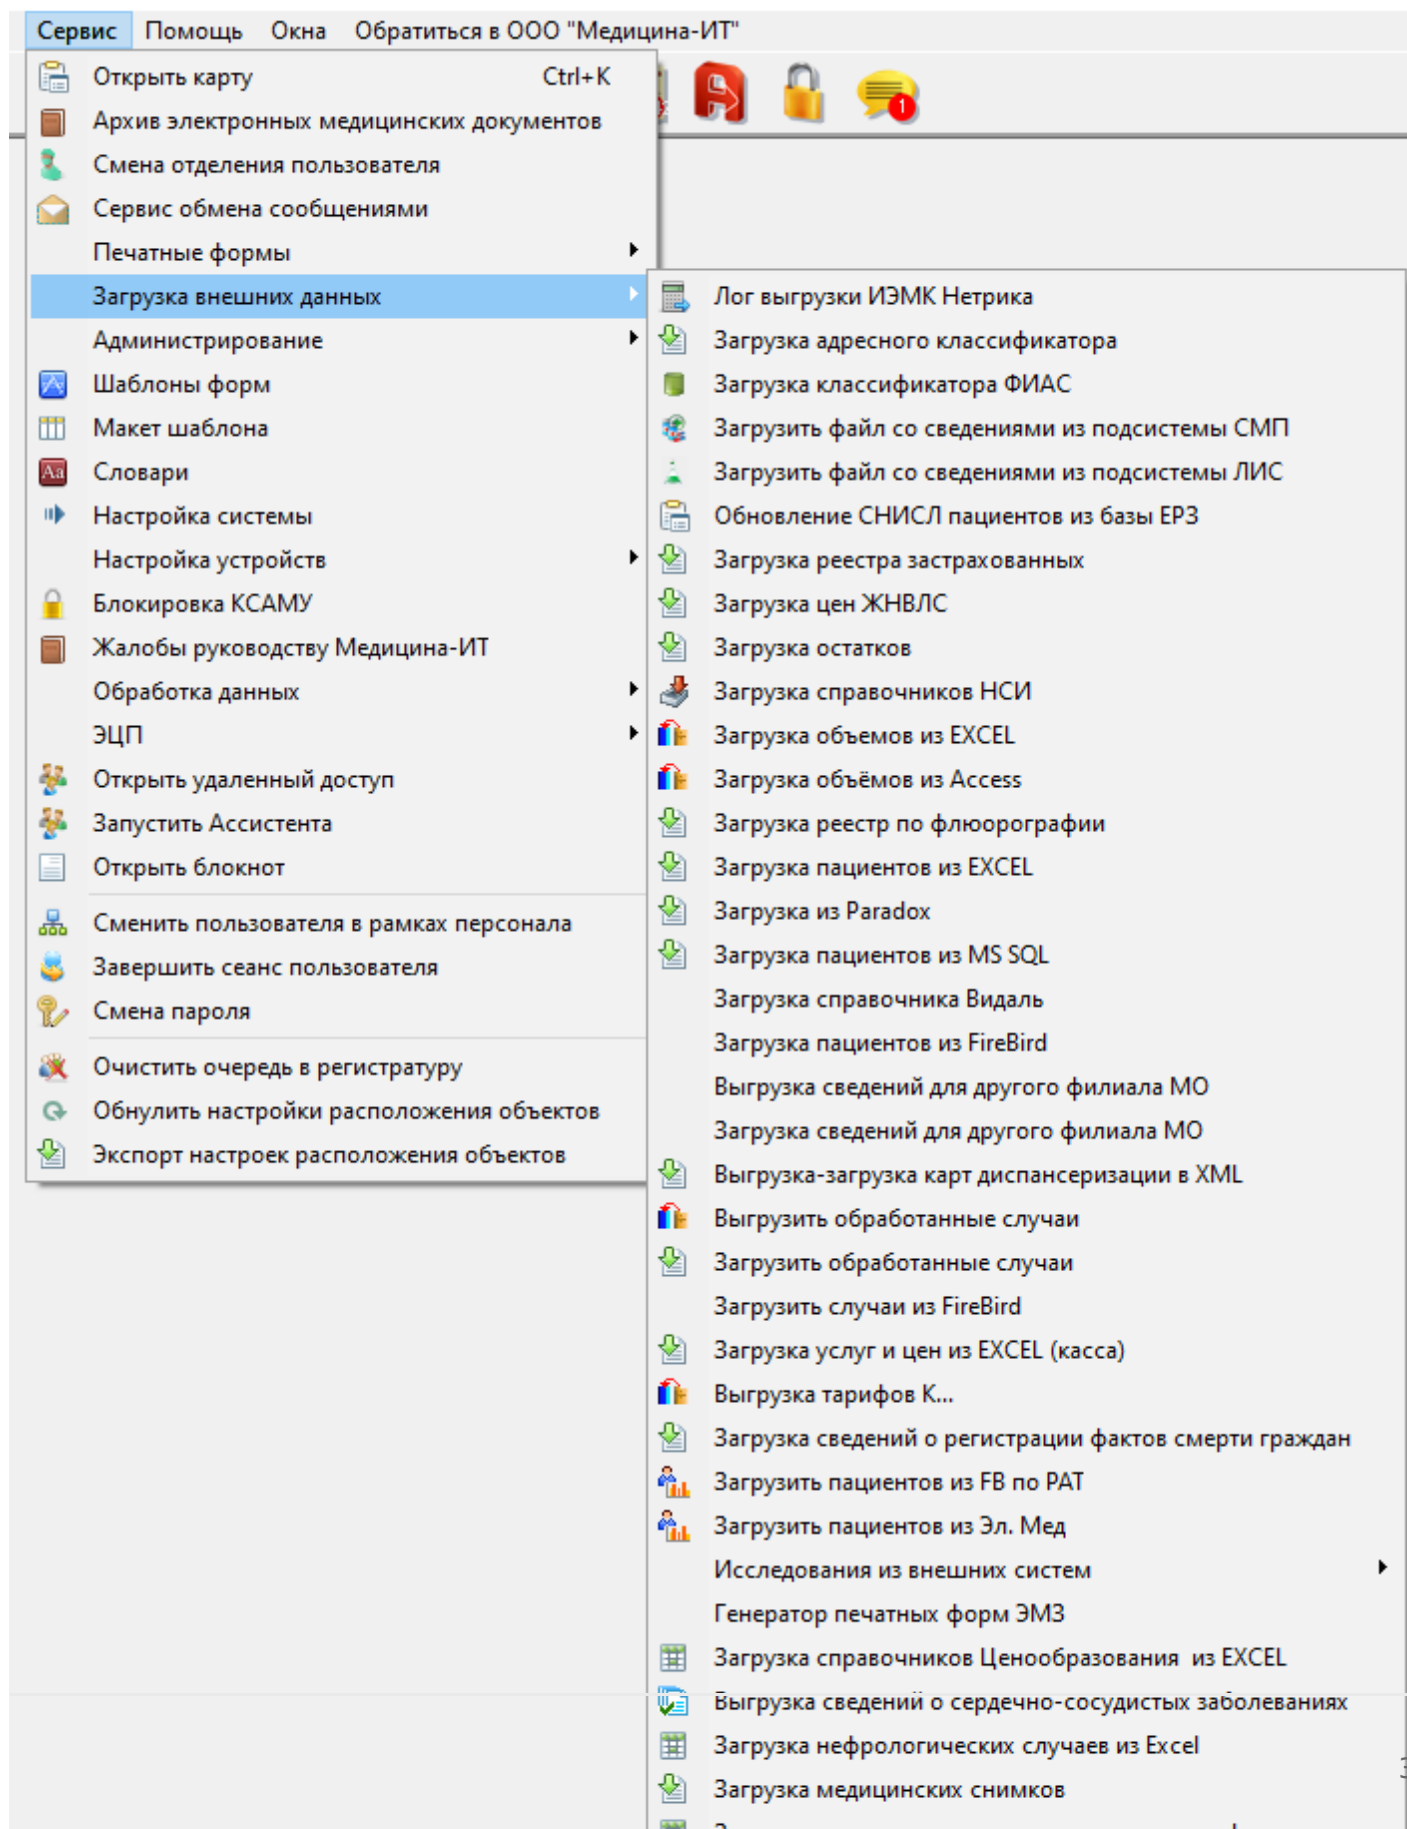 Сервис Помощь Окна Обратиться в ООО "Медицина-ИТ"
Открыть карту Ctrl+K
Архив электронных медицинских документов
Смена отделения пользователя
Сервис обмена сообщениями
Печатные формы
Загрузка внешних данных
Администрирование
Шаблоны форм
Макет шаблона
Словари
Настройка системы
Настройка устройств
Блокировка КСАМУ
Жалобы руководству Медицина-ИТ
Обработка данных
ЭЦП
Открыть удаленный доступ
Запустить Ассистента
Открыть блокнот
Сменить пользователя в рамках персонала
Завершить сеанс пользователя
Смена пароля
Очистить очередь в регистратуру
Обнулить настройки расположения объектов
Экспорт настроек расположения объектов
1
Лог выгрузки ИЭМК Нетрика
Загрузка адресного классификатора
Загрузка классификатора ФИАС
Загрузить файл со сведениями из подсистемы СМП
Загрузить файл со сведениями из подсистемы ЛИС
Обновление СНИСЛ пациентов из базы ЕРЗ
Загрузка реестра застрахованных
Загрузка цен ЖНВЛС
Загрузка остатков
Загрузка справочников НСИ
Загрузка объемов из EXCEL
Загрузка объёмов из Access
Загрузка реестр по флюорографии
Загрузка пациентов из EXCEL
Загрузка из Paradox
Загрузка пациентов из MS SQL
Загрузка справочника Видаль
Загрузка пациентов из FireBird
Выгрузка сведений для другого филиала МО
Загрузка сведений для другого филиала МО
Выгрузка-загрузка карт диспансеризации в XML
Выгрузить обработанные случаи
Загрузить обработанные случаи
Загрузить случаи из FireBird
Загрузка услуг и цен из EXCEL (касса)
Выгрузка тарифов К...
Загрузка сведений о регистрации фактов смерти граждан
Загрузить пациентов из FB по PAT
Загрузить пациентов из Эл. Мед
Исследования из внешних систем
Генератор печатных форм ЭМЗ
Загрузка справочников Ценообразования из EXCEL
Выгрузка сведений о сердечно-сосудистых заболеваниях
Загрузка нефрологических случаев из Excel
Загрузка медицинских снимков